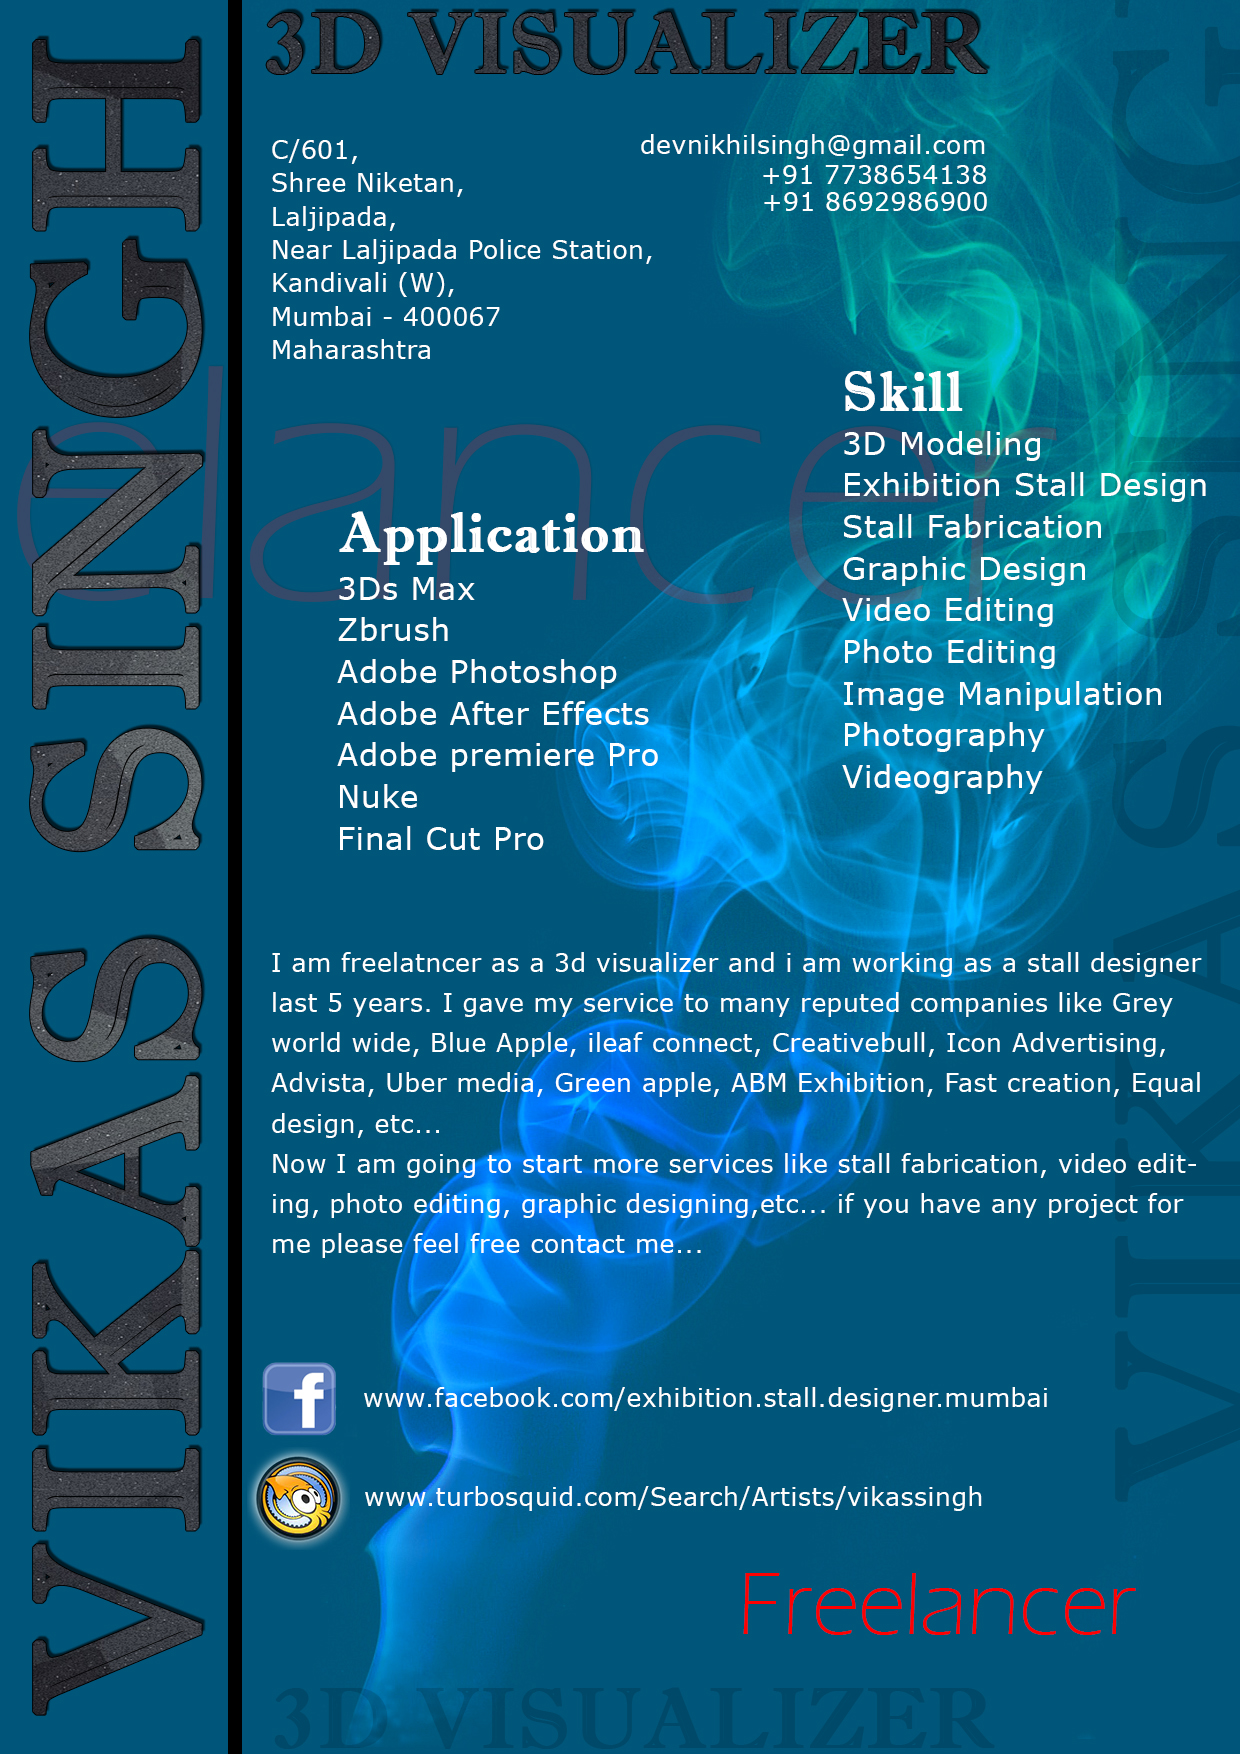 3D VISUALIZER
VIKAS SINGH
C/601,
Shree Niketan,
Laljipada,
Near Laljipada Police Station,
Kandivali (W),
Mumbai - 400067
Maharashtra
devnikhilsingh@gmail.com
+91 7738654138
+91 8692986900
elancer
Skill
3D Modeling
Exhibition Stall Design
Stall Fabrication
Graphic Design
Video Editing
Photo Editing
Image Manipulation
Photography
Videography
Application
3Ds Max
Zbrush
Adobe Photoshop
Adobe After Effects
Adobe premiere Pro
Nuke
Final Cut Pro
VIKAS SING
I am freelatncer as a 3d visualizer and i am working as a stall designer
last 5 years. I gave my service to many reputed companies like Grey
world wide, Blue Apple, ileaf connect, Creativebull, Icon Advertising,
Advista, Uber media, Green apple, ABM Exhibition, Fast creation, Equal
design, etc...
Now I am going to start more services like stall fabrication, video edit-
ing, photo editing, graphic designing,etc... if you have any project for
me please feel free contact me...
f
www.facebook.com/exhibition.stall.designer.mumbai
www.turbosquid.com/Search/Artists/vikassingh
Freelancer
3D VISUALIZER